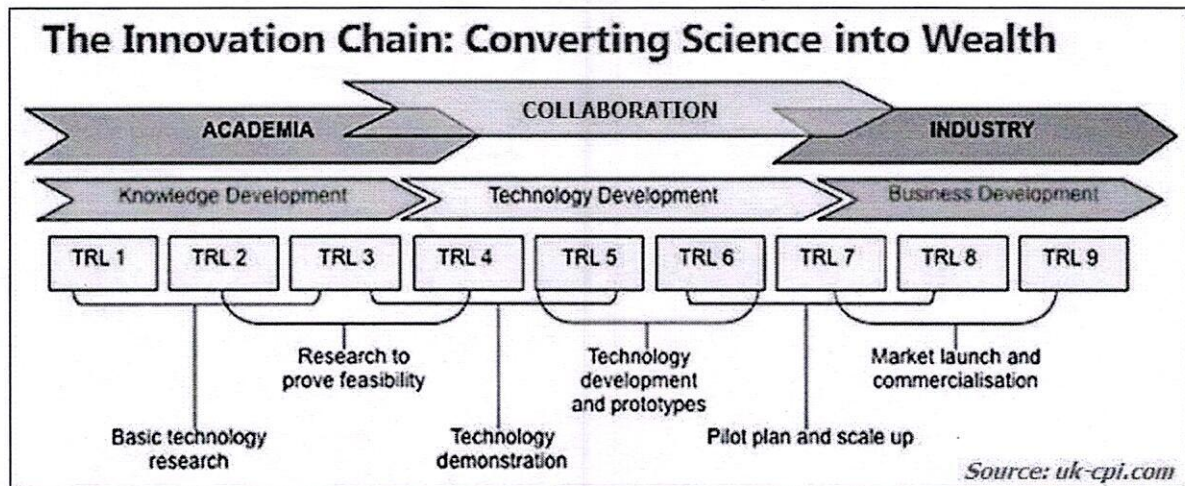 The Innovation Chain: Converting Science into Wealth
COLLABORATION
ACADEMIA
INDUSTRY
Knowledge Development
Technology Development
Business Development
TRL 1
TRL 2
TRL 3
TRL 4
TRL 5
TRL 6
TRL 7
TRL 8
TRL 9
Research to
prove feasibility
Technology
development
and prototypes
Market launch and
commercialisation
Basic technology
research
Technology
demonstration
Pilot plan and scale up
Source: uk-cpi.com